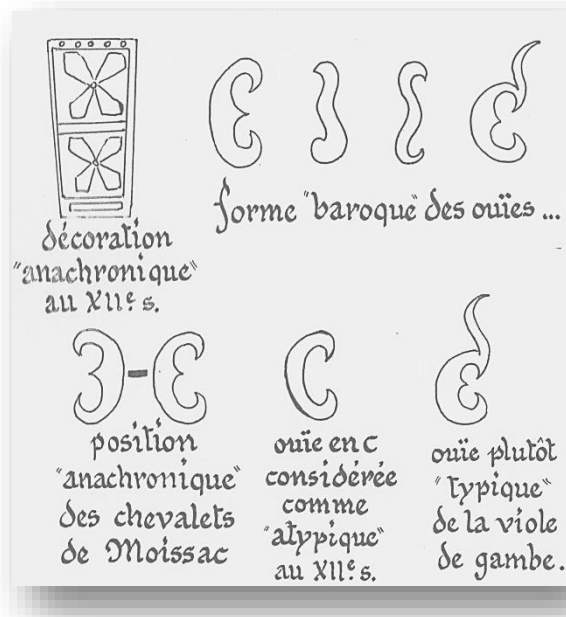 forme "baroque" des ouïes ...
décoration
"anachronique"
au XIIe s.
position
"anachronique"
des chevalets
de Moissac
ouïe en c
considérée
comme
"atypique"
au XIIe s.
ouïe plutôt
"typique"
de la viole
de gambe.